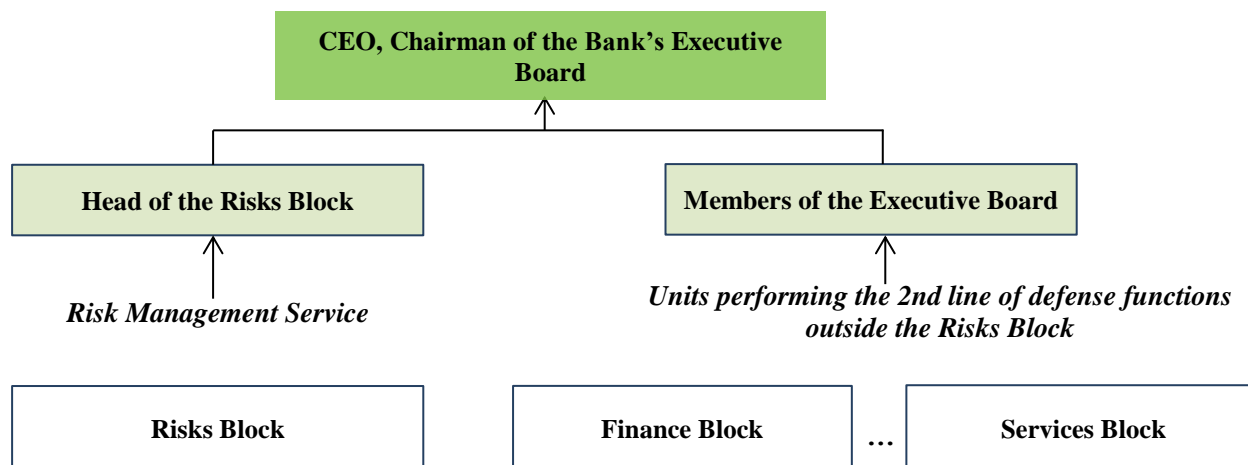 CEO, Chairman of the Bank’s Executive
Board
Head of the Risks Block
Members of the Executive Board
Risk Management Service
Units performing the 2nd line of defense functions
outside the Risks Block
Risks Block
Finance Block
...
Services Block